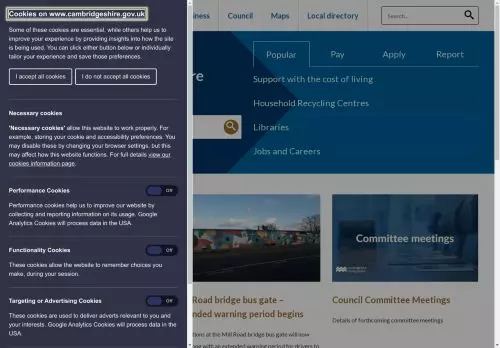 Cookies on www.cambridgeshire.gov.uk
Some of these cookies are essential, while others help us to
improve your experience by providing insights into how the site
is being used. You can click either button below or individually
tailor your experience and save those preferences.
I accept all cookies
I do not accept all cookies
Necessary cookies
'Necessary cookies' allow this website to work properly. For
example, storing your cookie and accessibility preferences. You
may disable these by changing your browser settings, but this
may affect how this website functions. For full details view our
cookies information page.
Performance Cookies
Off
Performance cookies help us to improve our website by
collecting and reporting information on its usage. Google
Analytics Cookies will process data in the USA.
Functionality Cookies
Off
These cookies allow the website to remember choices you
make, during your session.
Targeting or Advertising Cookies
Off
These cookies are used to deliver adverts relevant to you and
your interests. Google Analytics Cookies will process data in the
USA.
iness
Council
Maps
Local directory
Search...
Popular
Pay
Apply
Report
Support with the cost of living
Household Recycling Centres
Libraries
Jobs and Careers
Road bridge bus gate –
nded warning period begins
tions at the Mill Road bridge bus gate will now
Committee meetings
Council Committee Meetings
Details of forthcoming committee meetings